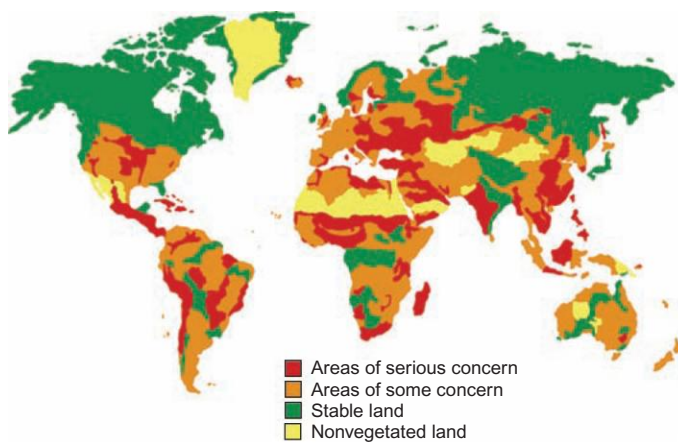 Areas of serious concern
Areas of some concern
Stable land
Nonvegetated land